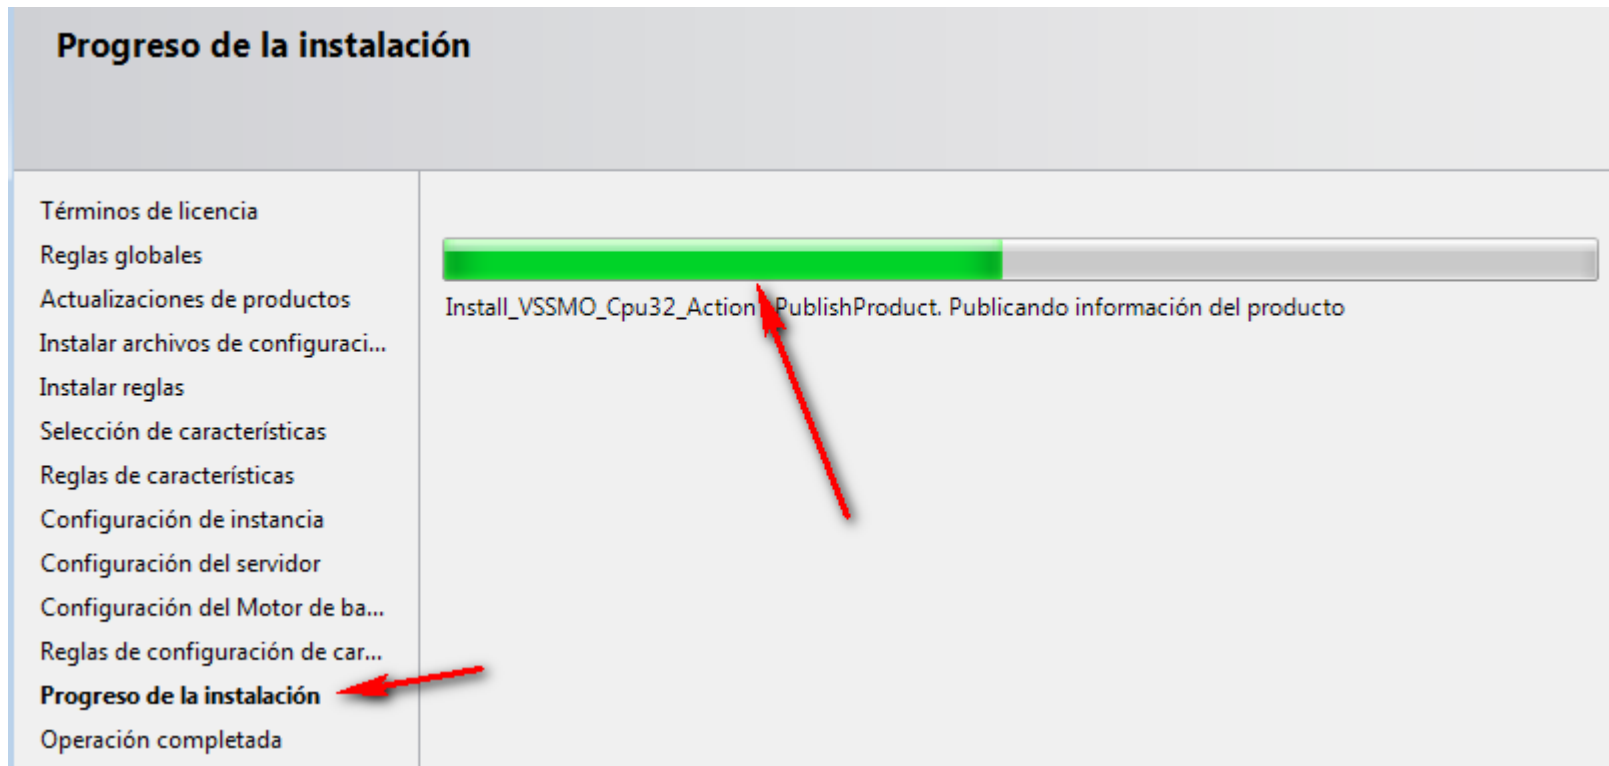 Progreso de la instalación
Términos de licencia
Reglas globales
Actualizaciones de productos
Instalar archivos de configuraci...
Instalar reglas
Selección de características
Reglas de características
Configuración de instancia
Configuración del servidor
Configuración del Motor de ba...
Reglas de configuración de car...
Progreso de la instalación
Operación completada
Install_VSSMO_Cpu32_Action : PublishProduct. Publicando información del producto